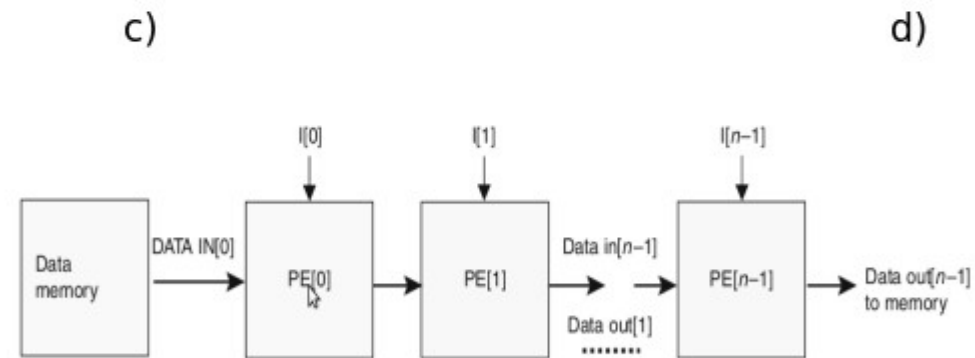 c)
d)
I[0]
I[1]
I[n–1]
Data
memory
DATA IN[0]
PE[0]
PE[1]
Data in[n–1]
Data out[1]
PE[n–1]
Data out[n–1]
to memory